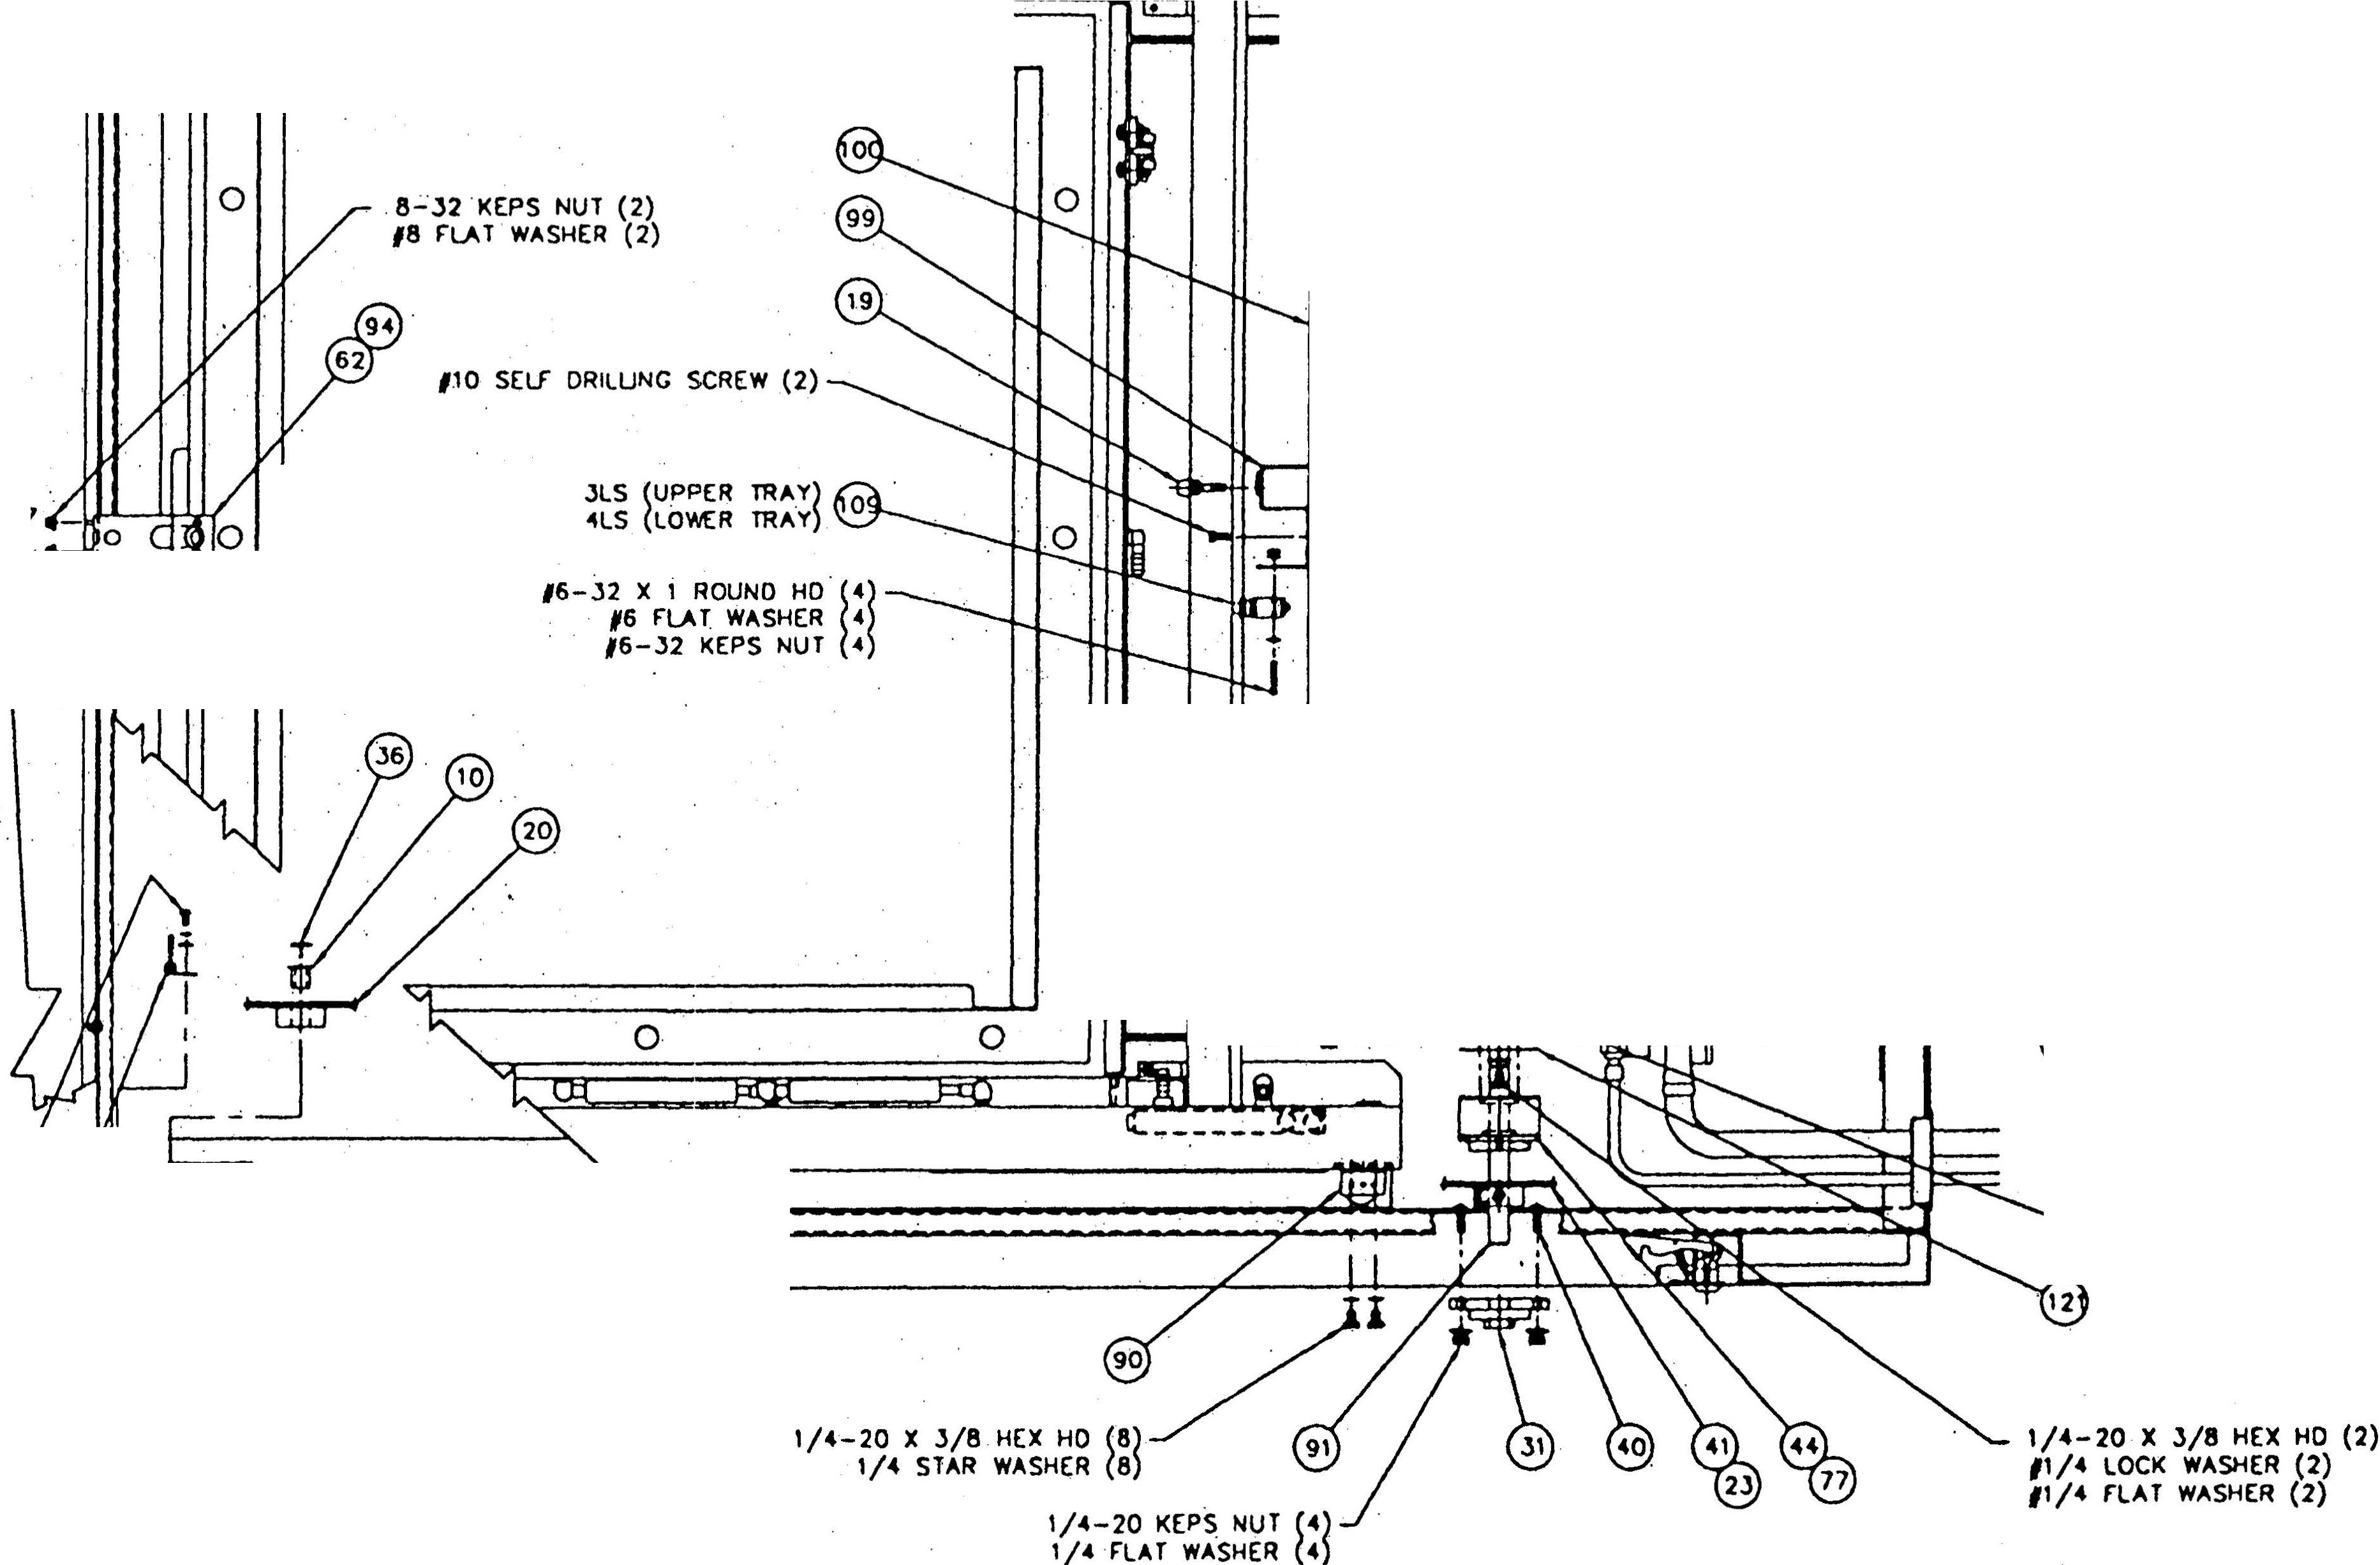 100
8-32 KEPS NUT (2)
#8 FLAT WASHER (2)
99
19
94
62
#10 SELF DRILLING SCREW (2)
3LS (UPPER TRAY)
4LS (LOWER TRAY)
109
#6-32 X 1 ROUND HD (4)
#6 FLAT WASHER (4)
#6-32 KEPS NUT (4)
36
10
20
121
90
1/4-20 X 3/8 HEX HD (8)
1/4 STAR WASHER (8)
91
31
40
41
23
44
77
1/4-20 X 3/8 HEX HD (2)
#1/4 LOCK WASHER (2)
#1/4 FLAT WASHER (2)
1/4-20 KEPS NUT (4)
1/4 FLAT WASHER (4)